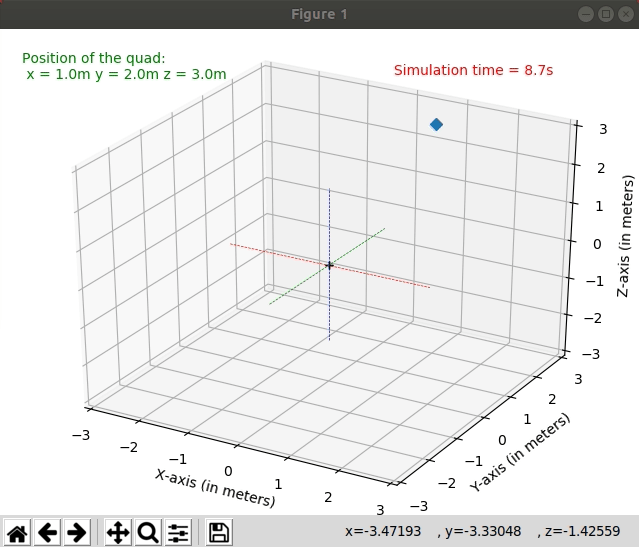 Figure 1
Position of the quad:
x = 1.0m y = 2.0m z = 3.0m
Simulation time = 8.7s
3
2
1
0
−1
−2
−3
Z-axis (in meters)
−3
−2
−1
0
1
2
3
X-axis (in meters)
−3
−2
−1
0
1
2
3
Y-axis (in meters)
x=-3.47193 , y=-3.33048 , z=-1.42559